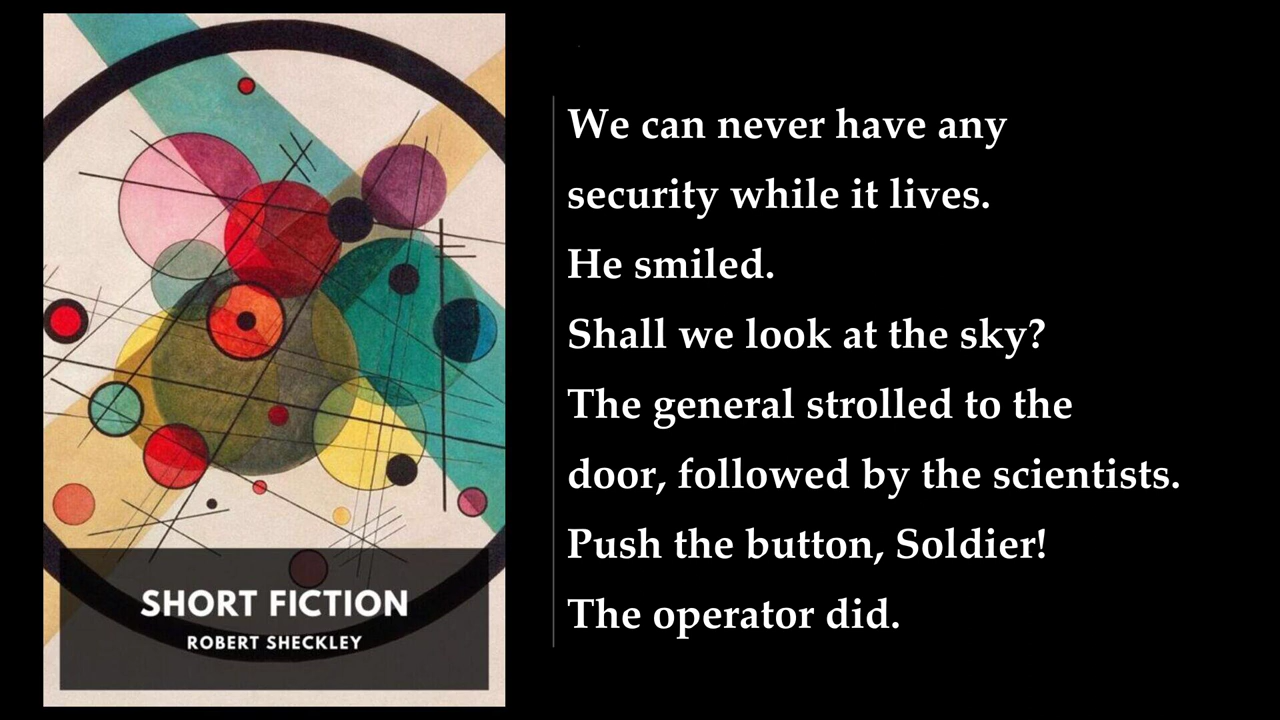 We can never have any
security while it lives.
He smiled.
Shall we look at the sky?
The general strolled to the
door, followed by the scientists.
Push the button, Soldier!
The operator did.
SHORT FICTION
ROBERT SHECKLEY